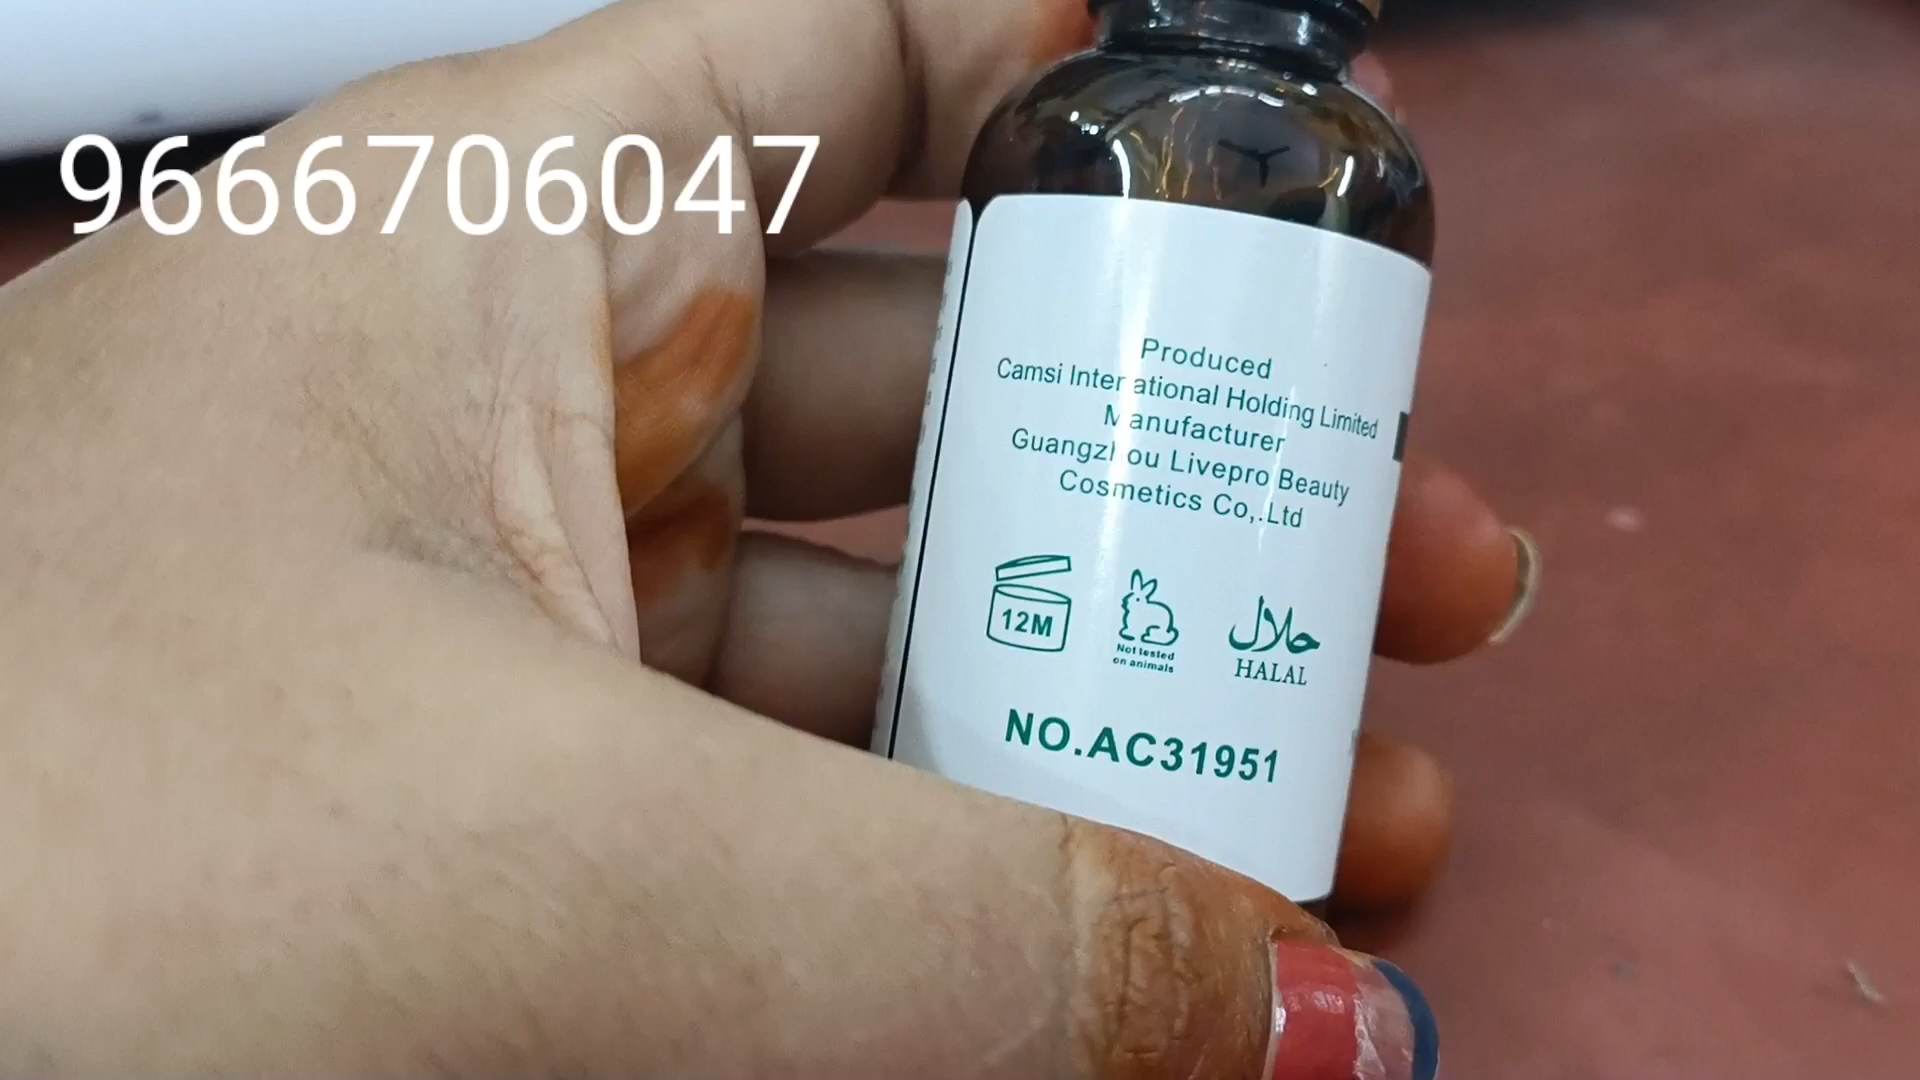 9666706047
Produced
Camsi International Holding Limited
Manufacturer
Guangzhou Livepro Beauty
Cosmetics Co,.Ltd
12M
Not tested
on animals
حلال
HALAL
NO.AC31951